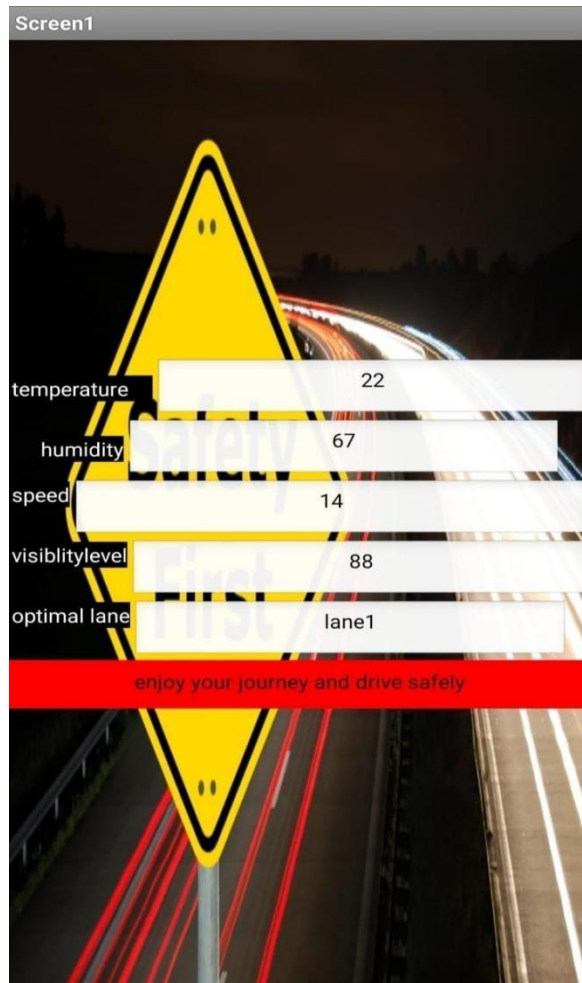 Screen1
temperature 22
humidity 67
speed 14
visiblitylevel 88
optimal lane lane1
enjoy your journey and drive safely
Safety
First